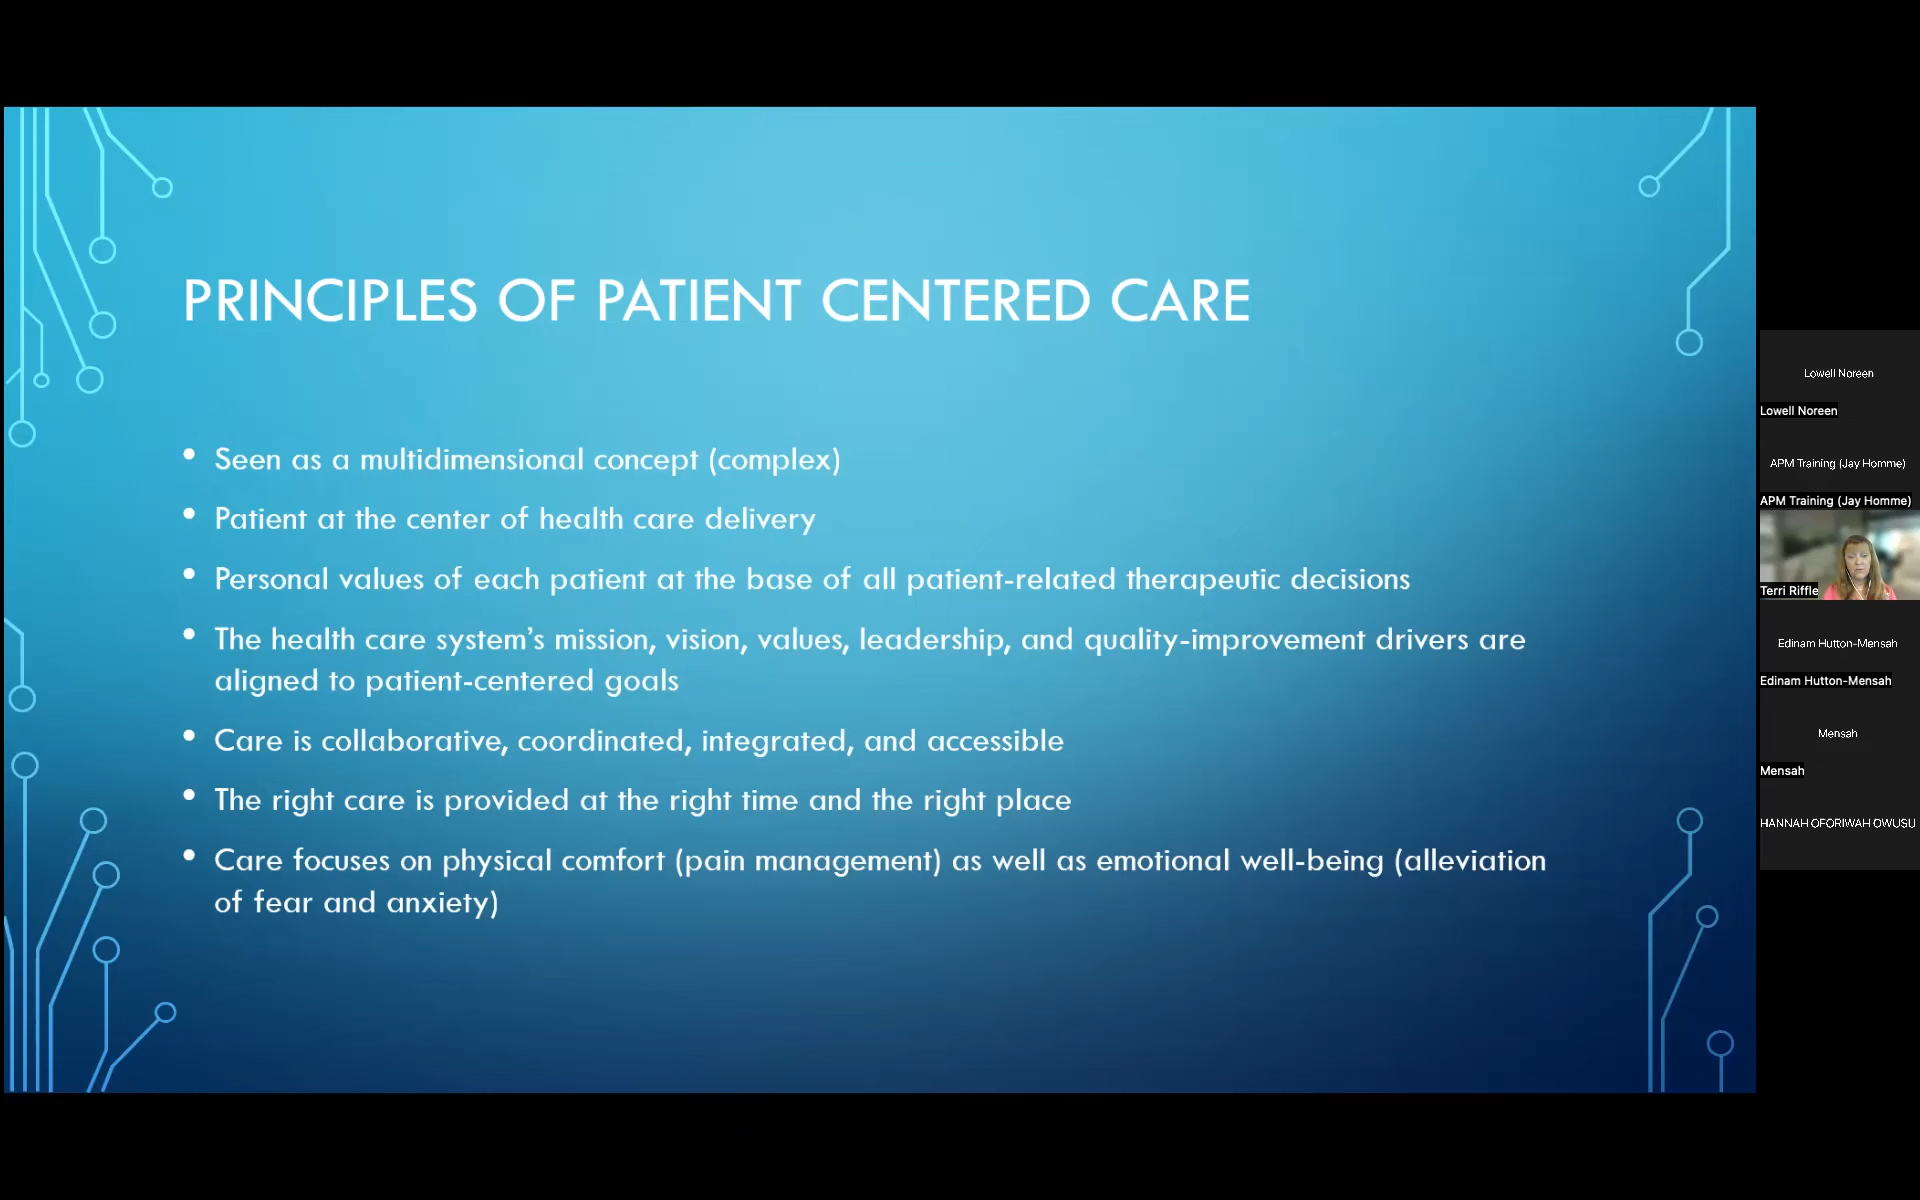 PRINCIPLES OF PATIENT CENTERED CARE
• Seen as a multidimensional concept (complex)
• Patient at the center of health care delivery
• Personal values of each patient at the base of all patient-related therapeutic decisions
• The health care system’s mission, vision, values, leadership, and quality-improvement drivers are
aligned to patient-centered goals
• Care is collaborative, coordinated, integrated, and accessible
• The right care is provided at the right time and the right place
• Care focuses on physical comfort (pain management) as well as emotional well-being (alleviation
of fear and anxiety)
Lowell Noreen
Lowell Noreen
APM Training (Jay Homme)
APM Training (Jay Homme)
Terri Riffle
Edinam Hutton-Mensah
Edinam Hutton-Mensah
Mensah
Mensah
HANNAH OFORIWAH OWUSU